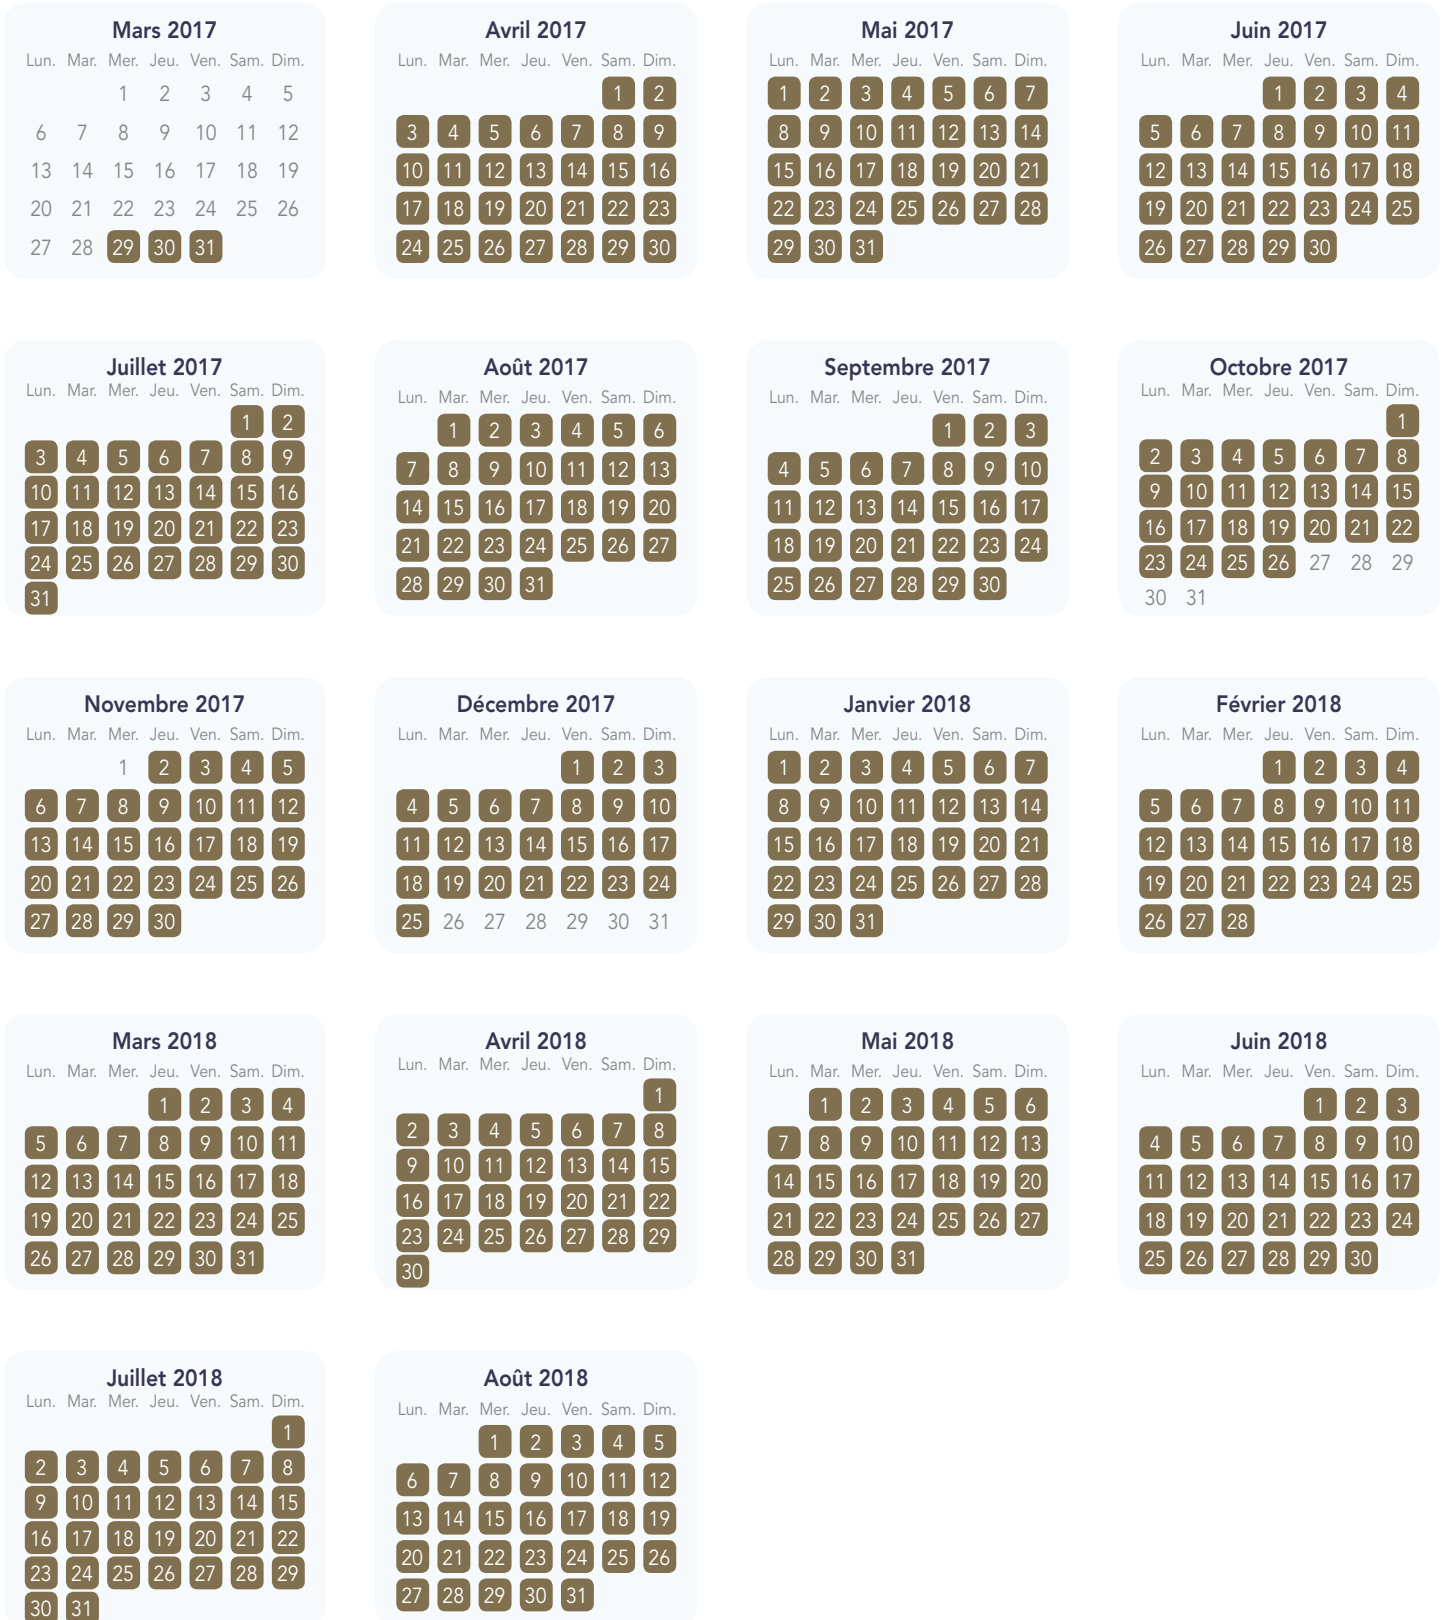 Mars 2017
Lun. Mar. Mer. Jeu. Ven. Sam. Dim.
1 2 3 4 5
6 7 8 9 10 11 12
13 14 15 16 17 18 19
20 21 22 23 24 25 26
27 28 29 30 31
Avril 2017
Lun. Mar. Mer. Jeu. Ven. Sam. Dim.
1 2
3 4 5 6 7 8 9
10 11 12 13 14 15 16
17 18 19 20 21 22 23
24 25 26 27 28 29 30
Mai 2017
Lun. Mar. Mer. Jeu. Ven. Sam. Dim.
1 2 3 4 5 6 7
8 9 10 11 12 13 14
15 16 17 18 19 20 21
22 23 24 25 26 27 28
29 30 31
Juin 2017
Lun. Mar. Mer. Jeu. Ven. Sam. Dim.
1 2 3 4
5 6 7 8 9 10 11
12 13 14 15 16 17 18
19 20 21 22 23 24 25
26 27 28 29 30
Juillet 2017
Lun. Mar. Mer. Jeu. Ven. Sam. Dim.
1 2
3 4 5 6 7 8 9
10 11 12 13 14 15 16
17 18 19 20 21 22 23
24 25 26 27 28 29 30
31
Août 2017
Lun. Mar. Mer. Jeu. Ven. Sam. Dim.
1 2 3 4 5 6
7 8 9 10 11 12 13
14 15 16 17 18 19 20
21 22 23 24 25 26 27
28 29 30 31
Septembre 2017
Lun. Mar. Mer. Jeu. Ven. Sam. Dim.
1 2 3
4 5 6 7 8 9 10
11 12 13 14 15 16 17
18 19 20 21 22 23 24
25 26 27 28 29 30
Octobre 2017
Lun. Mar. Mer. Jeu. Ven. Sam. Dim.
1
2 3 4 5 6 7 8
9 10 11 12 13 14 15
16 17 18 19 20 21 22
23 24 25 26 27 28 29
30 31
Novembre 2017
Lun. Mar. Mer. Jeu. Ven. Sam. Dim.
1 2 3 4 5
6 7 8 9 10 11 12
13 14 15 16 17 18 19
20 21 22 23 24 25 26
27 28 29 30
Décembre 2017
Lun. Mar. Mer. Jeu. Ven. Sam. Dim.
1 2 3
4 5 6 7 8 9 10
11 12 13 14 15 16 17
18 19 20 21 22 23 24
25 26 27 28 29 30 31
Janvier 2018
Lun. Mar. Mer. Jeu. Ven. Sam. Dim.
1 2 3 4 5 6 7
8 9 10 11 12 13 14
15 16 17 18 19 20 21
22 23 24 25 26 27 28
29 30 31
Février 2018
Lun. Mar. Mer. Jeu. Ven. Sam. Dim.
1 2 3 4
5 6 7 8 9 10 11
12 13 14 15 16 17 18
19 20 21 22 23 24 25
26 27 28
Mars 2018
Lun. Mar. Mer. Jeu. Ven. Sam. Dim.
1 2 3 4
5 6 7 8 9 10 11
12 13 14 15 16 17 18
19 20 21 22 23 24 25
26 27 28 29 30 31
Avril 2018
Lun. Mar. Mer. Jeu. Ven. Sam. Dim.
1
2 3 4 5 6 7 8
9 10 11 12 13 14 15
16 17 18 19 20 21 22
23 24 25 26 27 28 29
30
Mai 2018
Lun. Mar. Mer. Jeu. Ven. Sam. Dim.
1 2 3 4 5 6
7 8 9 10 11 12 13
14 15 16 17 18 19 20
21 22 23 24 25 26 27
28 29 30 31
Juin 2018
Lun. Mar. Mer. Jeu. Ven. Sam. Dim.
1 2 3
4 5 6 7 8 9 10
11 12 13 14 15 16 17
18 19 20 21 22 23 24
25 26 27 28 29 30
Juillet 2018
Lun. Mar. Mer. Jeu. Ven. Sam. Dim.
1
2 3 4 5 6 7 8
9 10 11 12 13 14 15
16 17 18 19 20 21 22
23 24 25 26 27 28 29
30 31
Août 2018
Lun. Mar. Mer. Jeu. Ven. Sam. Dim.
1 2 3 4 5
6 7 8 9 10 11 12
13 14 15 16 17 18 19
20 21 22 23 24 25 26
27 28 29 30 31